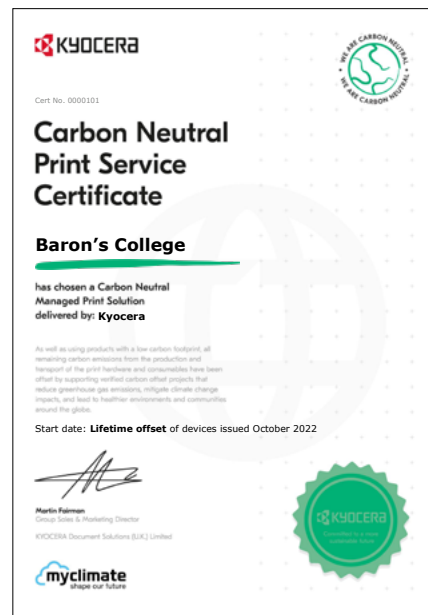 KYOCERA
WE ARE CARBON NEUTRAL • WE ARE CARBON NEUTRAL •
Cert No. 0000101
Carbon Neutral
Print Service
Certificate
Baron's College
has chosen a Carbon Neutral
Managed Print Solution
delivered by: Kyocera
As well as using products with a low carbon footprint, all
remaining carbon emissions from the production and
transport of the print hardware and consumables have been
offset by supporting verified carbon offset projects that
reduce greenhouse gas emissions, mitigate climate change
impacts, and lead to healthier environments and communities
around the globe.
Start date: Lifetime offset of devices issued October 2022
Martin Fairman
Group Sales & Marketing Director
KYOCERA Document Solutions (U.K.) Limited
KYOCERA
Committed to a more
sustainable future
myclimate
shape our future